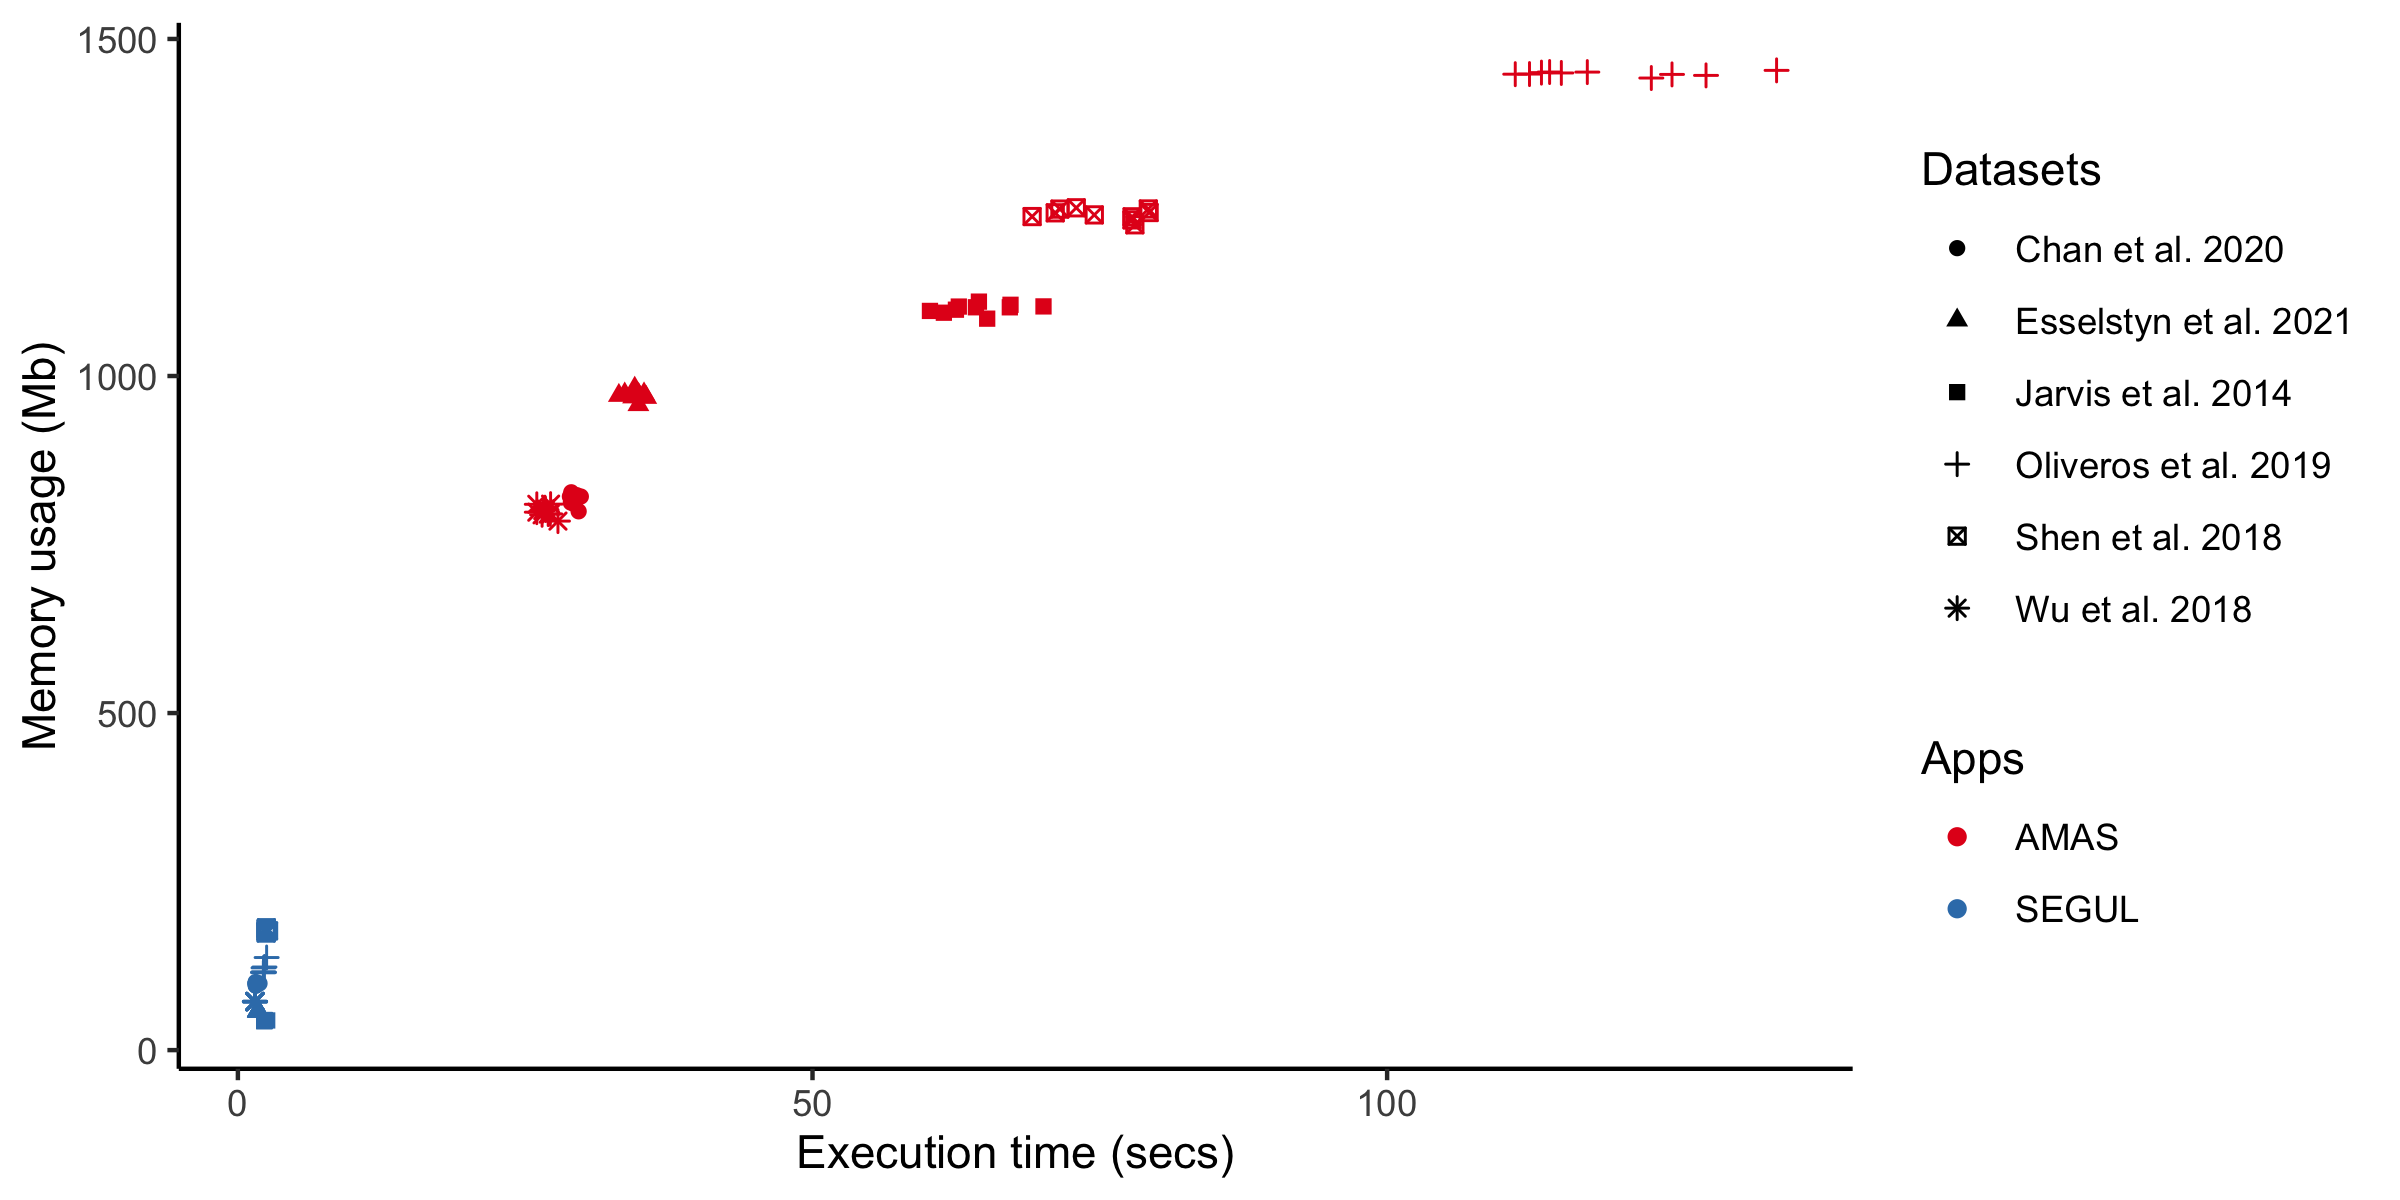 1500
1000
500
0
Memory usage (Mb)
0
50
100
Execution time (secs)
Datasets
Chan et al. 2020
Esselstyn et al. 2021
Jarvis et al. 2014
Oliveros et al. 2019
Shen et al. 2018
Wu et al. 2018
Apps
AMAS
SEGUL